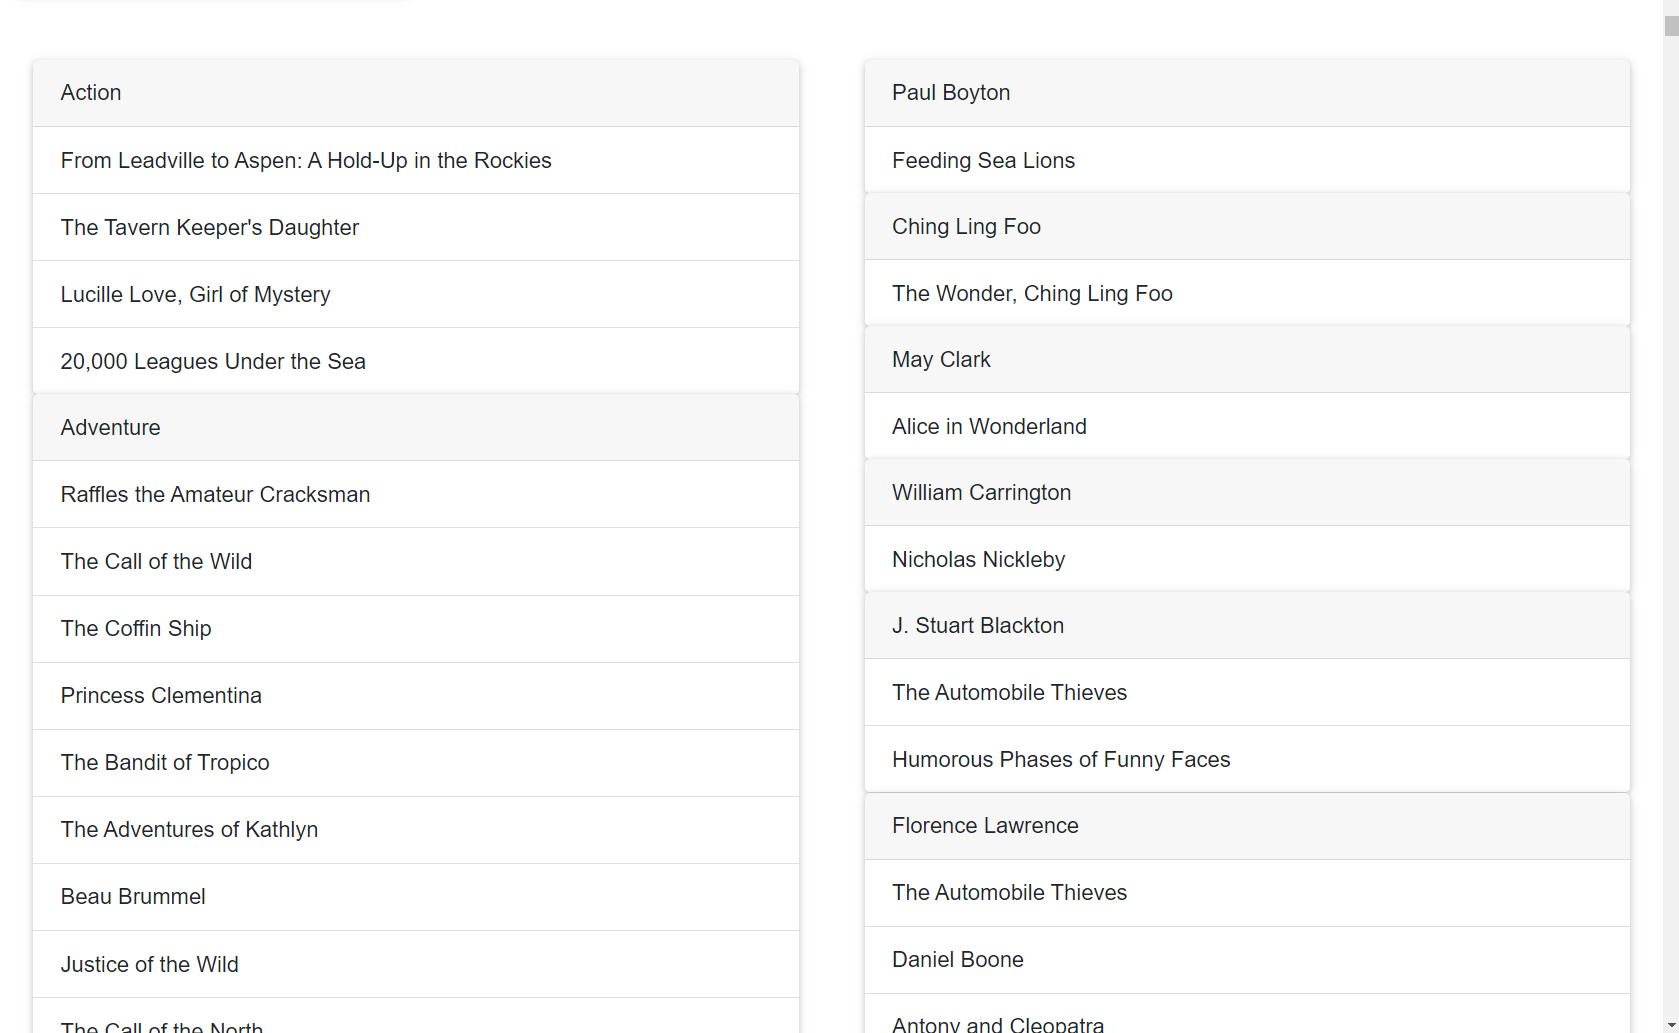 Action
From Leadville to Aspen: A Hold-Up in the Rockies
The Tavern Keeper's Daughter
Lucille Love, Girl of Mystery
20,000 Leagues Under the Sea
Adventure
Raffles the Amateur Cracksman
The Call of the Wild
The Coffin Ship
Princess Clementina
The Bandit of Tropico
The Adventures of Kathlyn
Beau Brummel
Justice of the Wild
The Call of the North
Paul Boyton
Feeding Sea Lions
Ching Ling Foo
The Wonder, Ching Ling Foo
May Clark
Alice in Wonderland
William Carrington
Nicholas Nickleby
J. Stuart Blackton
The Automobile Thieves
Humorous Phases of Funny Faces
Florence Lawrence
The Automobile Thieves
Daniel Boone
Antony and Cleopatra